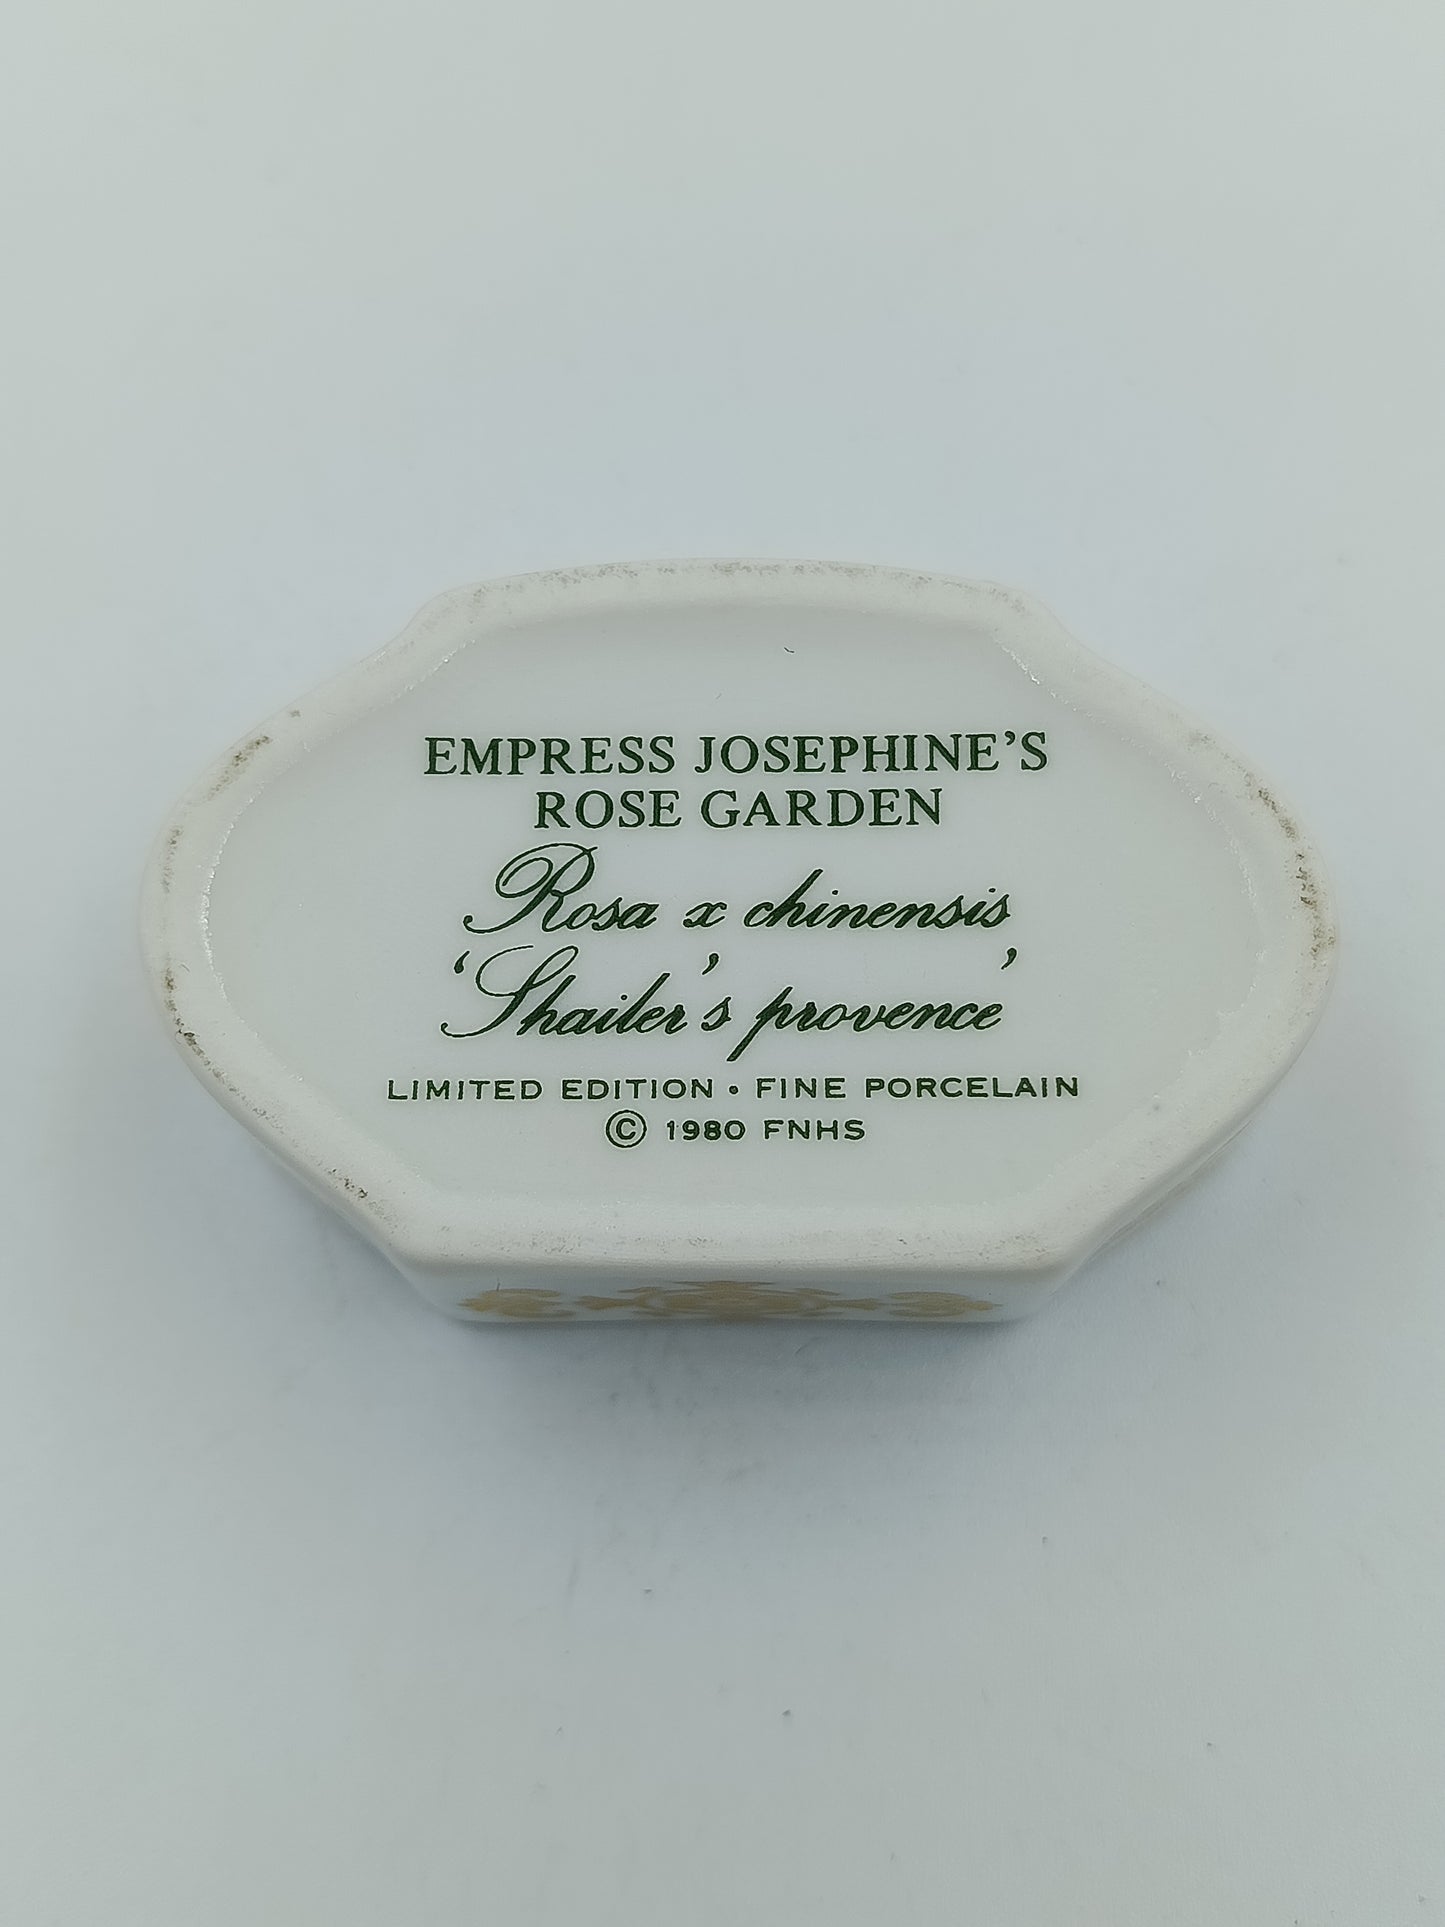 EMPRESS JOSEPHINE'S
ROSE GARDEN
Rosa x chinensis
'Shailer's provence'
LIMITED EDITION • FINE PORCELAIN
© 1980 FNHS